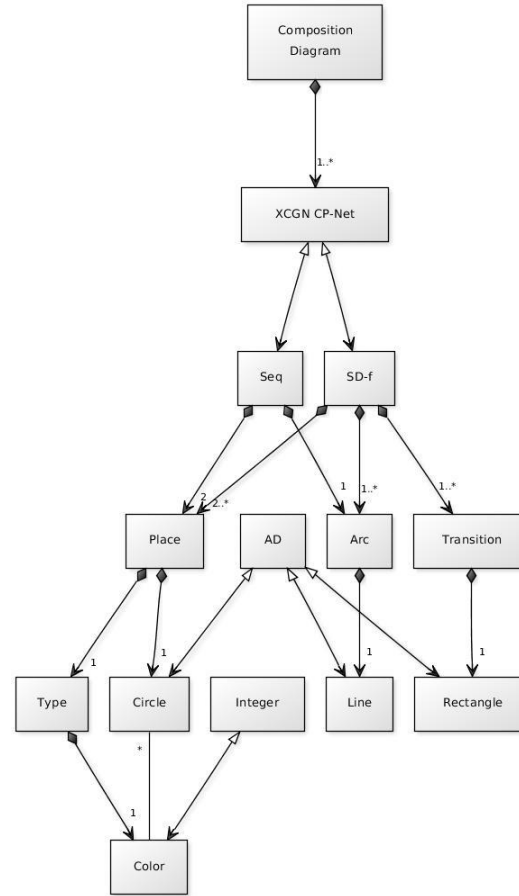 Composition
Diagram
1..*
XCGN CP-Net
Seq
SD-f
2
2..*
1
1..*
1..*
Place
AD
Arc
Transition
1
1
1
1
Type
Circle
Integer
Line
Rectangle
*
1
Color